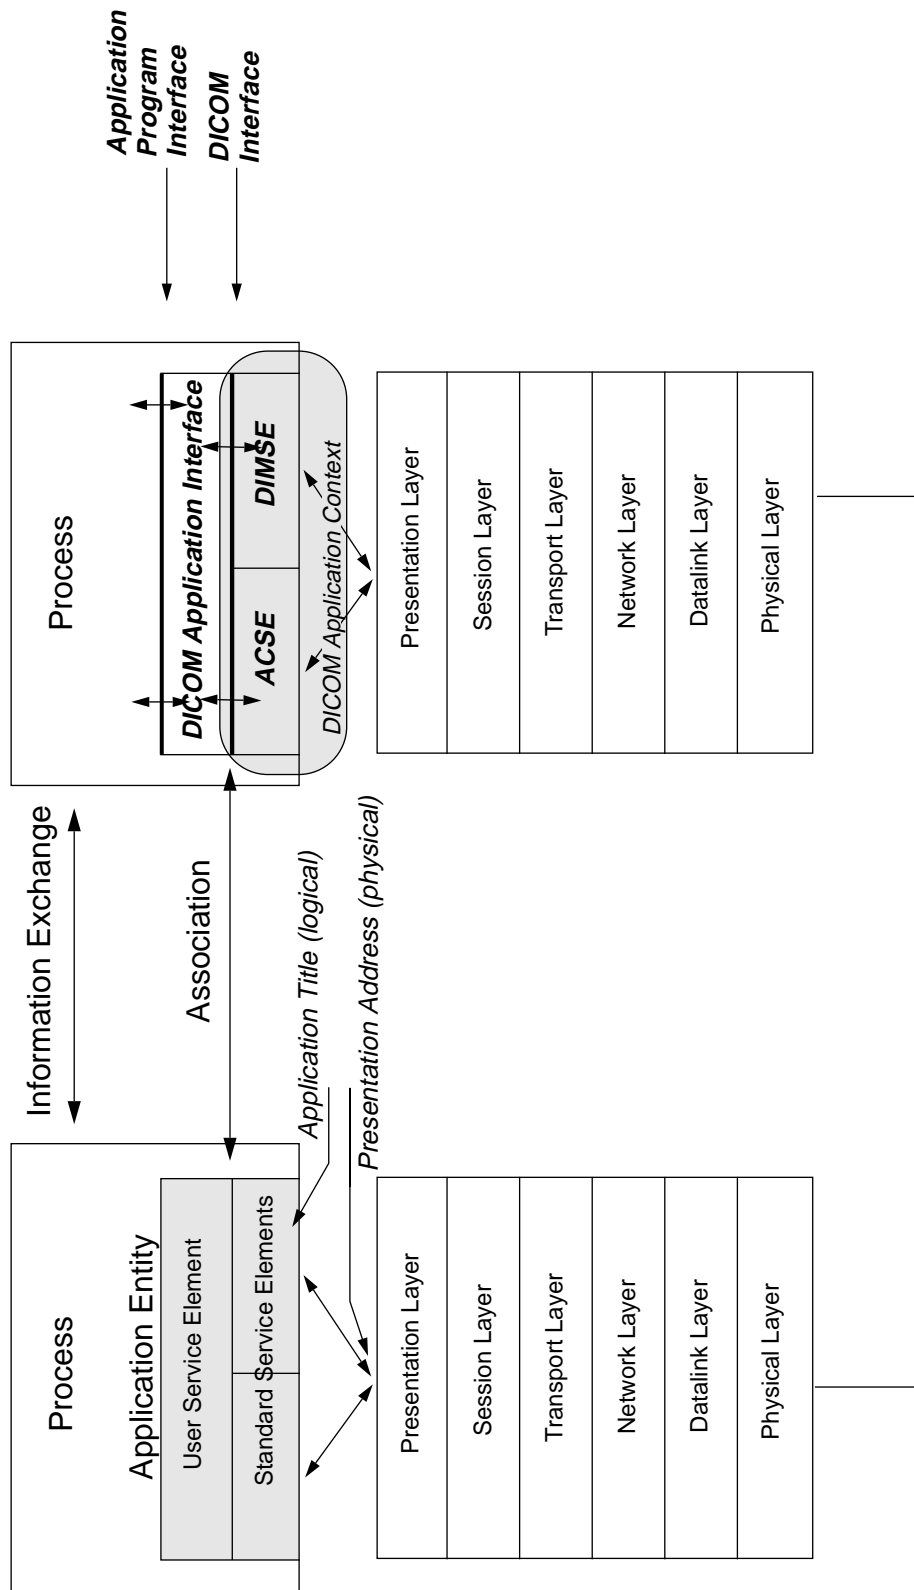 Process
Application Entity
User Service Element
Standard Service Elements
Presentation Layer
Session Layer
Transport Layer
Network Layer
Datalink Layer
Physical Layer
Information Exchange
Association
Application Title (logical)
Presentation Address (physical)
Process
DICOM Application Interface
ACSE
DIMSE
DICOM Application Context
Presentation Layer
Session Layer
Transport Layer
Network Layer
Datalink Layer
Physical Layer
Application
Program
Interface
DICOM
Interface